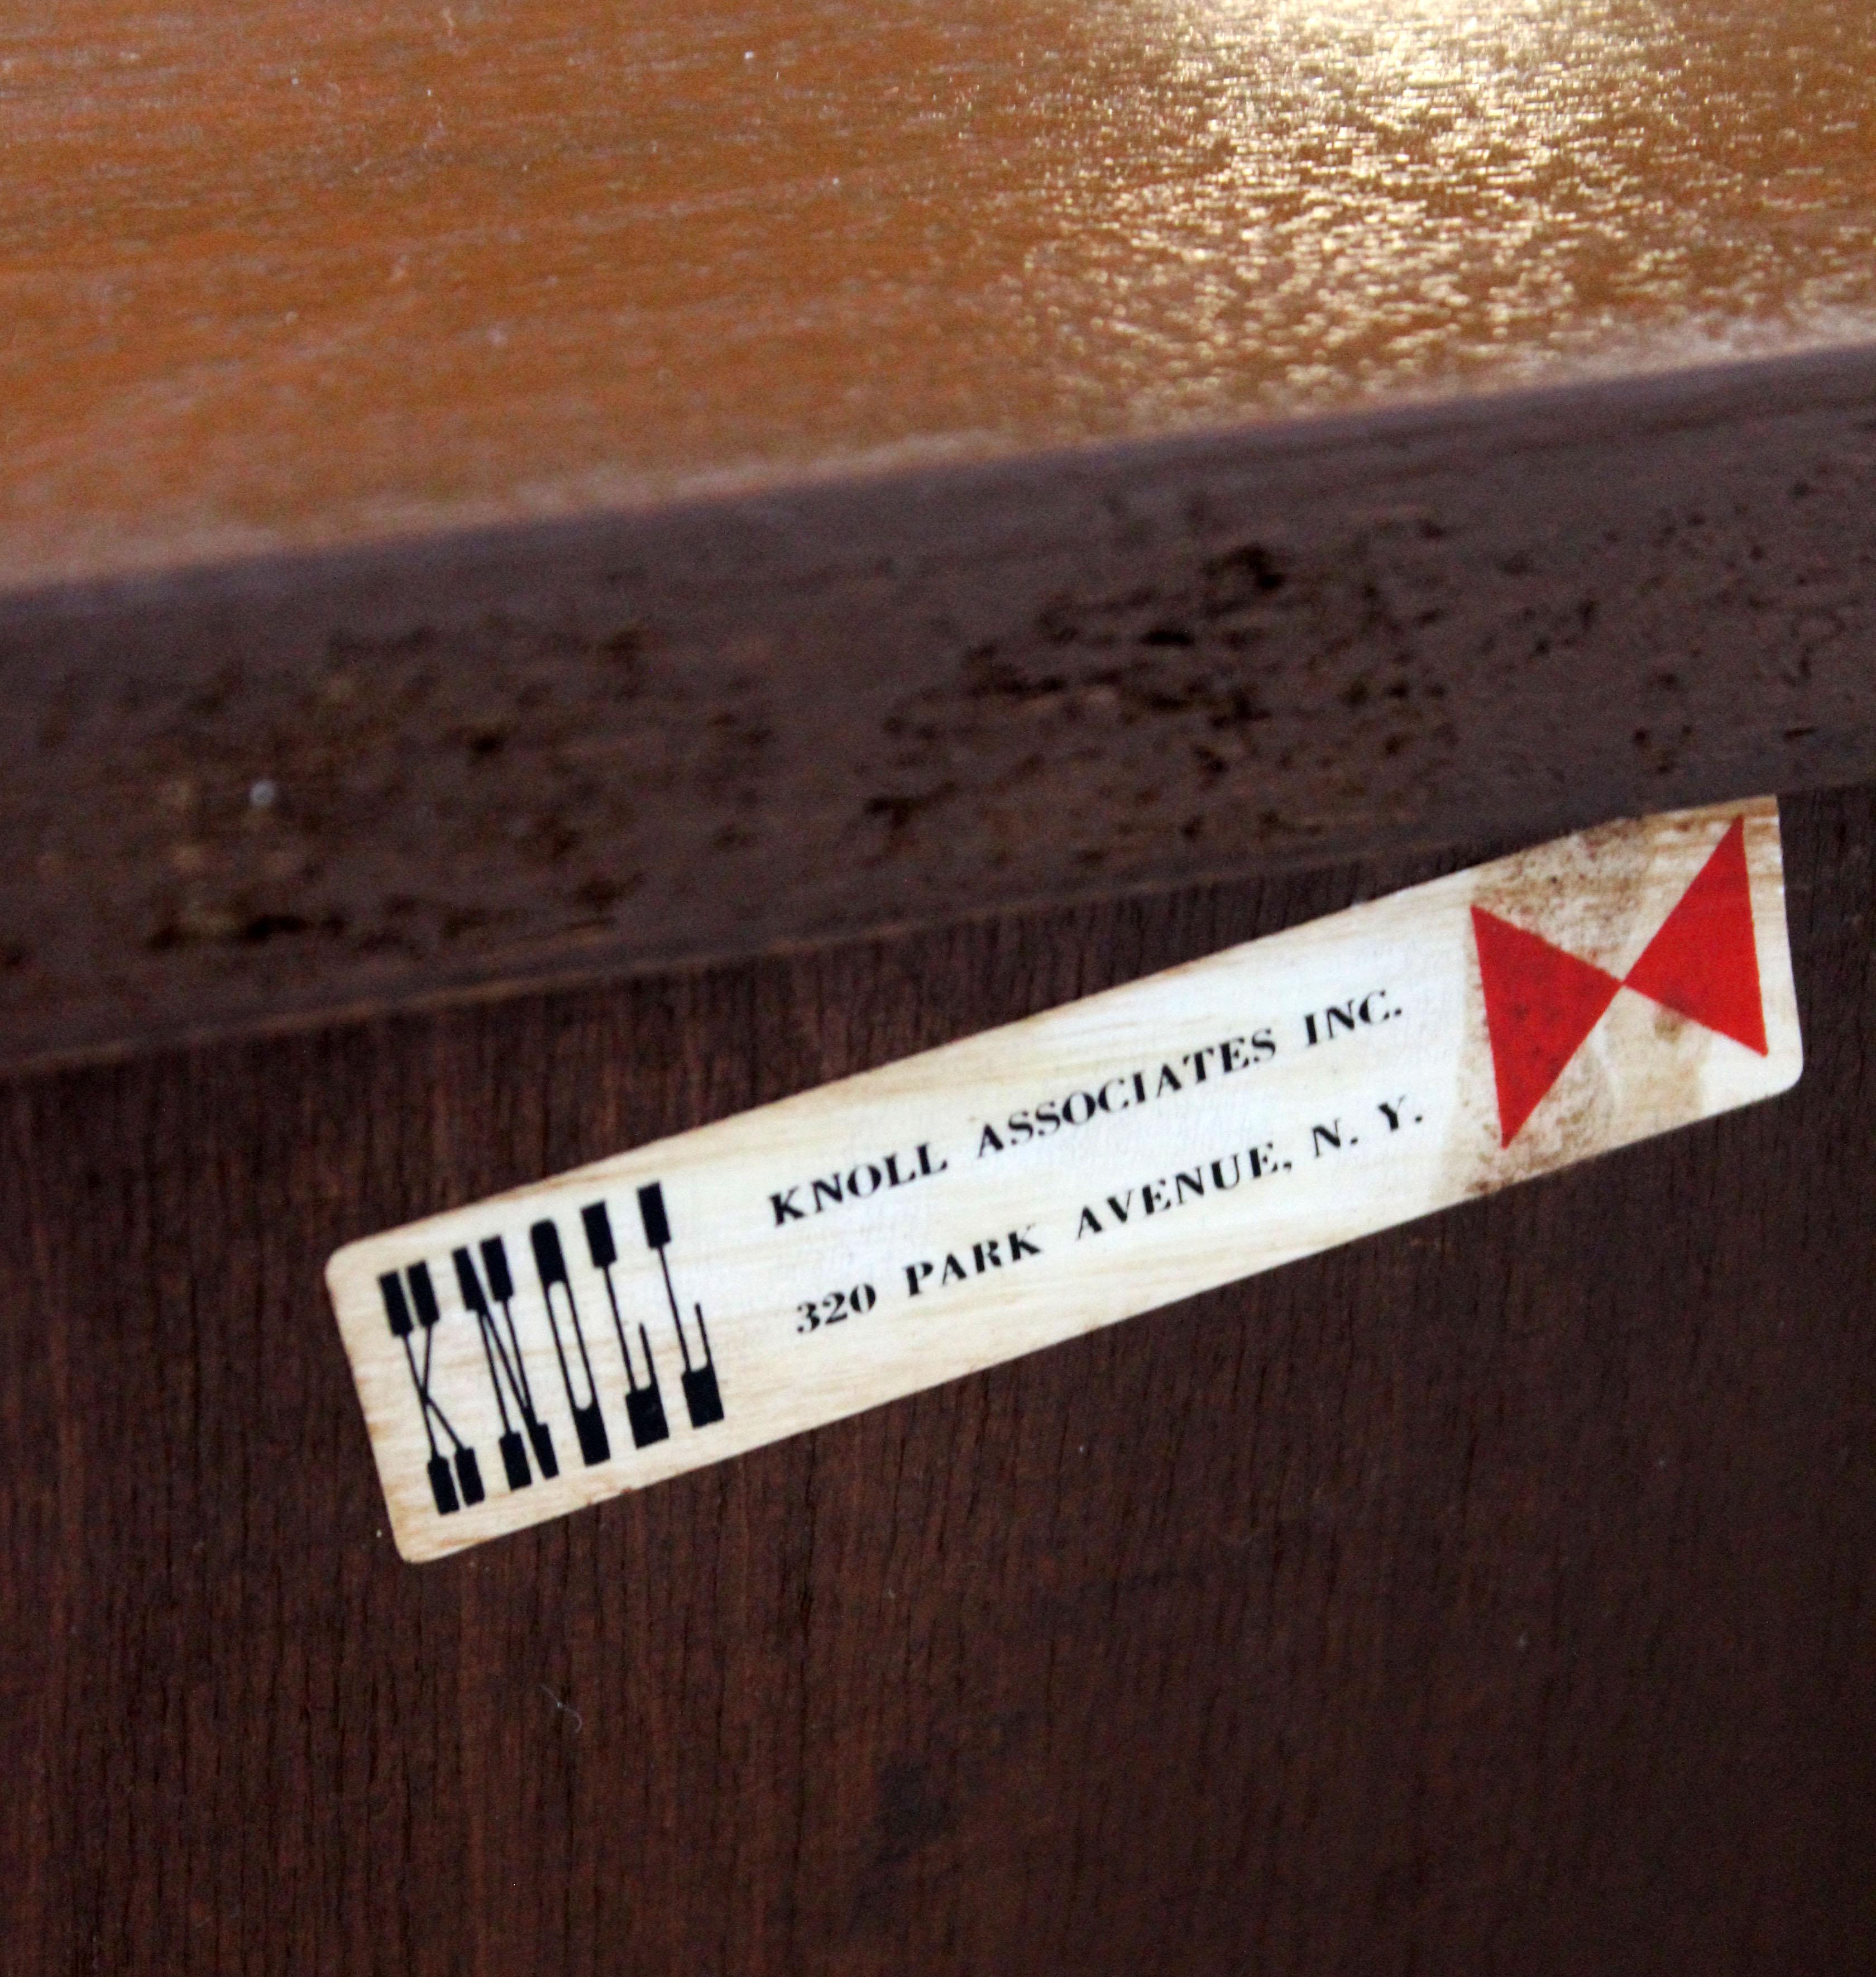 KNOLL
KNOLL ASSOCIATES INC.
320 PARK AVENUE, N. Y.